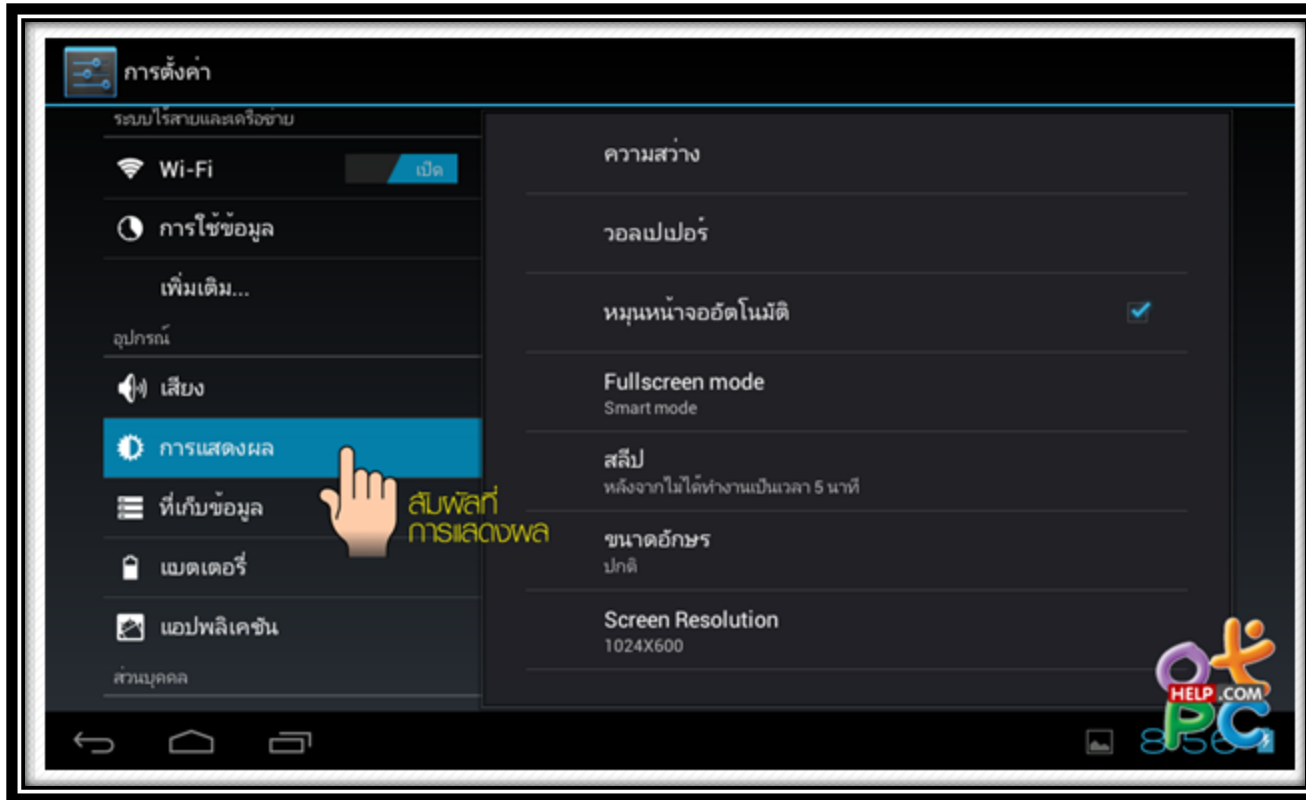 การตั้งค่า
ระบบไร้สายและเครือข่าย
Wi-Fi
เปิด
การใช้ข้อมูล
เพิ่มเติม...
อุปกรณ์
เสียง
การแสดงผล
ที่เก็บข้อมูล
แบตเตอรี่
แอปพลิเคชัน
ส่วนบุคคล
สัมผัสที่
การแสดงผล
ความสว่าง
วอลเปเปอร์
หมุนหน้าจออัตโนมัติ
Fullscreen mode
Smart mode
สลีป
หลังจากไม่ได้ทำงานเป็นเวลา 5 นาที
ขนาดอักษร
ปกติ
Screen Resolution
1024X600
HELP.COM
PC
8:56